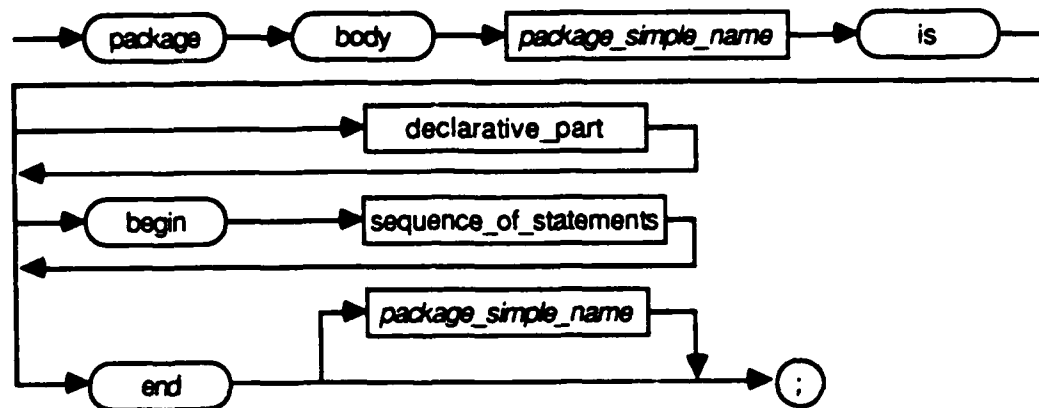 package body package_simple_name is
declarative_part
begin sequence_of_statements
package_simple_name
end ;